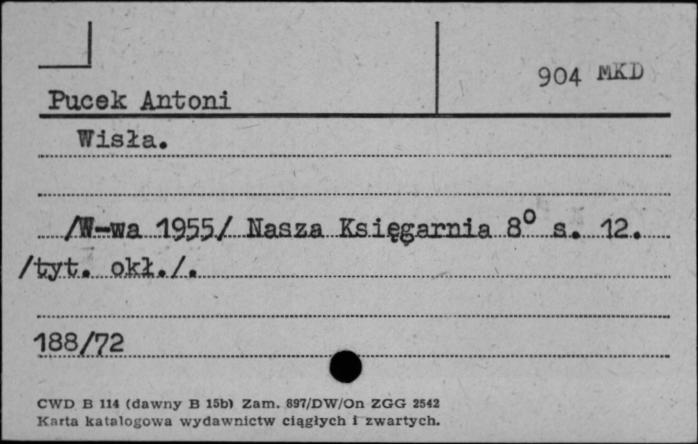 904 MKD
Pucek Antoni
Wisła.
/W-wa 1955/ Nasza Księgarnia 8° s. 12.
/tyt. okł./.
188/72
CWD B 114 (dawny B 15b) Zam. 897/DW/On ZGG 2542
Karta katalogowa wydawnictw ciągłych i zwartych.